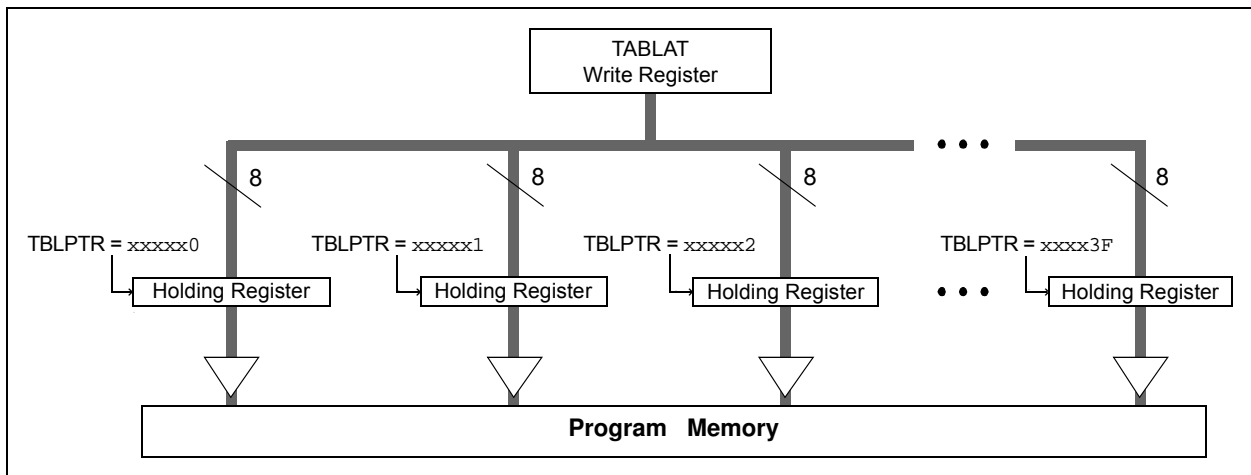 TABLAT
Write Register
8 8 8 8
TBLPTR = xxxxx0 TBLPTR = xxxxx1 TBLPTR = xxxxx2 TBLPTR = xxxx3F
Holding Register Holding Register Holding Register Holding Register
Program Memory